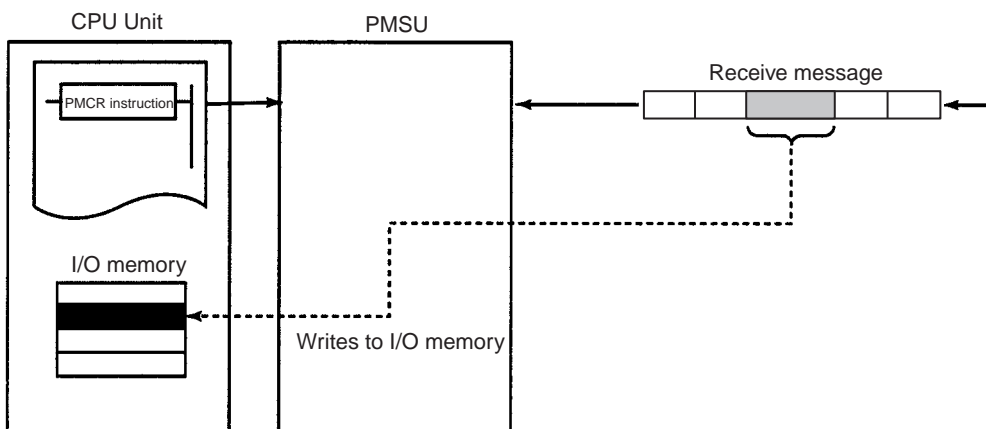 CPU Unit
PMSU
Receive message
PMCR instruction
I/O memory
Writes to I/O memory